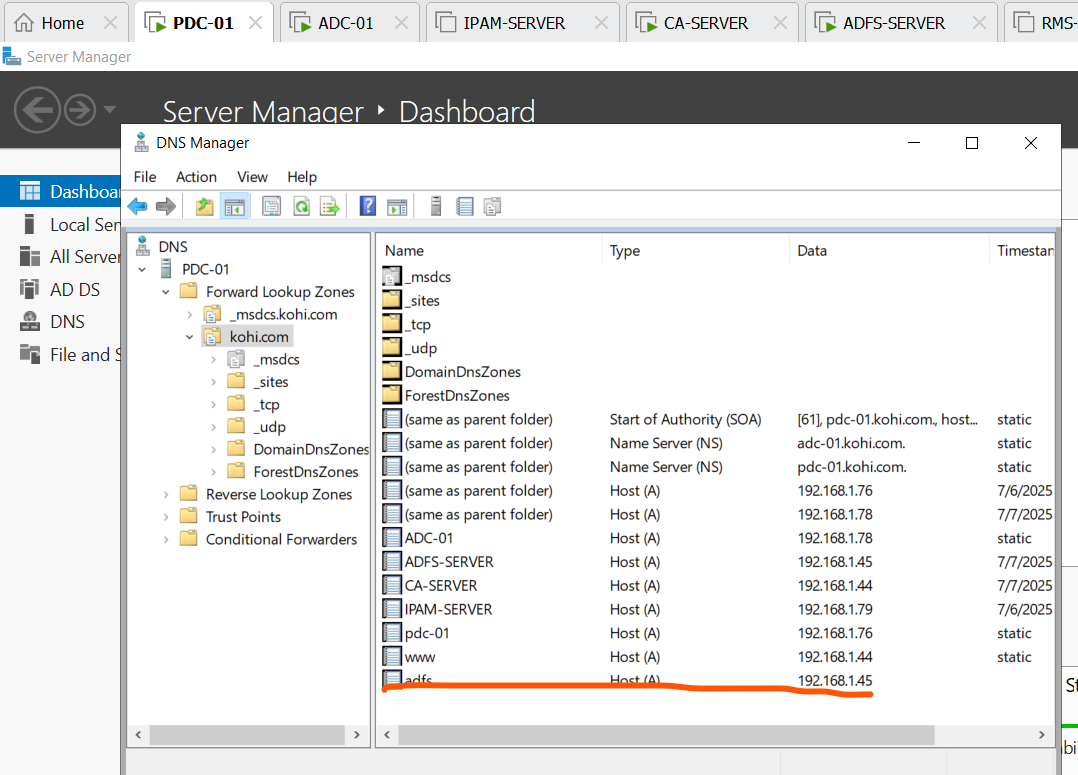 Home PDC-01 ADC-01 IPAM-SERVER CA-SERVER ADFS-SERVER RMS-
Server Manager
Server Manager Dashboard
DNS Manager
File Action View Help
Dashboa
Local Ser
All Server
AD DS
DNS
File and S
DNS
PDC-01
Forward Lookup Zones
_msdcs.kohi.com
kohi.com
_msdcs
_sites
_tcp
_udp
DomainDnsZones
ForestDnsZones
Reverse Lookup Zones
Trust Points
Conditional Forwarders
Name Type Data Timestan
_msdcs
_sites
_tcp
_udp
DomainDnsZones
ForestDnsZones
(same as parent folder) Start of Authority (SOA) [61], pdc-01.kohi.com., host... static
(same as parent folder) Name Server (NS) adc-01.kohi.com. static
(same as parent folder) Name Server (NS) pdc-01.kohi.com. static
(same as parent folder) Host (A) 192.168.1.76 7/6/2025
(same as parent folder) Host (A) 192.168.1.78 7/7/2025
ADC-01 Host (A) 192.168.1.78 static
ADFS-SERVER Host (A) 192.168.1.45 7/7/2025
CA-SERVER Host (A) 192.168.1.44 7/7/2025
IPAM-SERVER Host (A) 192.168.1.79 7/6/2025
pdc-01 Host (A) 192.168.1.76 static
www Host (A) 192.168.1.44 static
adfs Host (A) 192.168.1.45